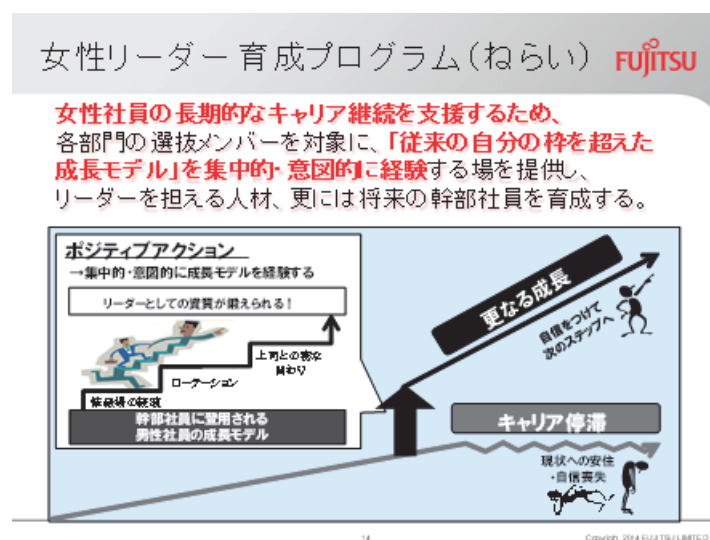 女性リーダー 育成プログラム（ねらい）
FUJITSU
女性社員の長期的なキャリア継続を支援するため、
各部門の選抜メンバーを対象に、「従来の自分の枠を超えた
成長モデル」を集中的・意図的に経験する場を提供し、
リーダーを担える人材、更には将来の幹部社員を育成する。
ポジティブアクション
→集中的・意図的に成長モデルを経験する
リーダーとしての資質が鍛えられる！
上司との密な
関わり
ローテーション
修羅場の経験
幹部社員に登用される
男性社員の成長モデル
更なる成長
自信をつけて
次のステップへ
キャリア停滞
現状への安住
・自信喪失
14
Copyright 2014 FUJITSU LIMITED